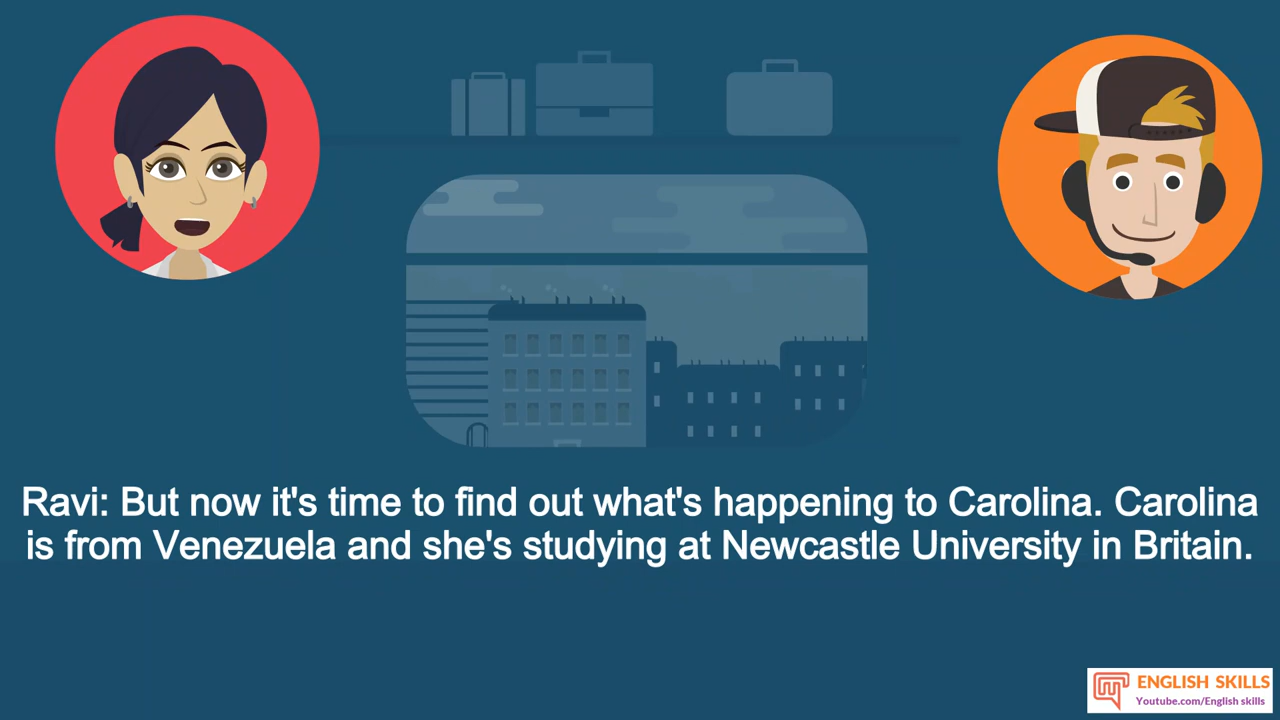 Ravi: But now it's time to find out what's happening to Carolina. Carolina
is from Venezuela and she's studying at Newcastle University in Britain.
ENGLISH SKILLS
Youtube.com/English skills